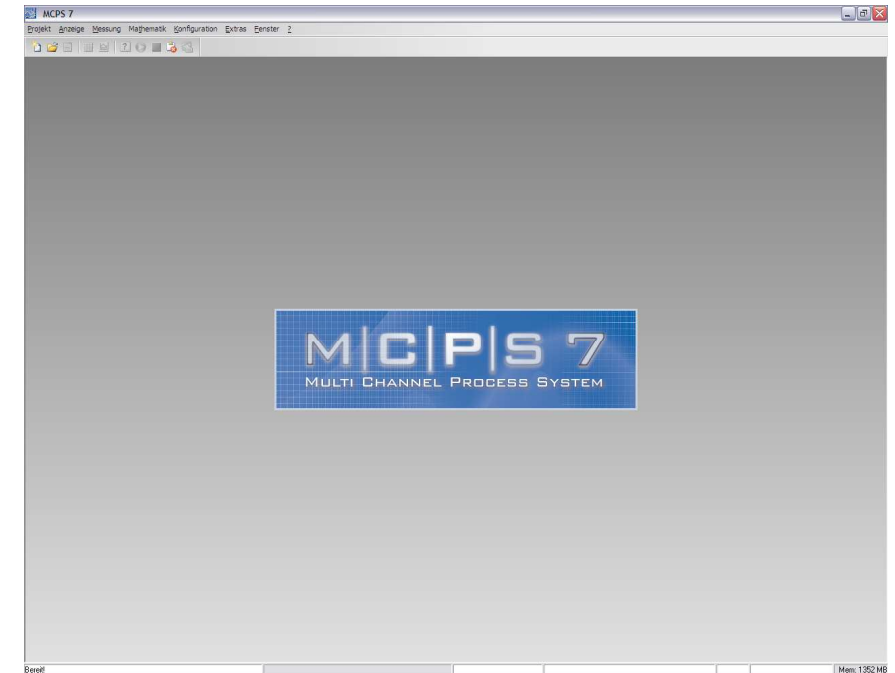 MCPS 7
Projekt Anzeige Messung Mathematik Konfiguration Extras Fenster ?
M|C|P|S 7
MULTI CHANNEL PROCESS SYSTEM
Bereit!
Mem: 1352 MB